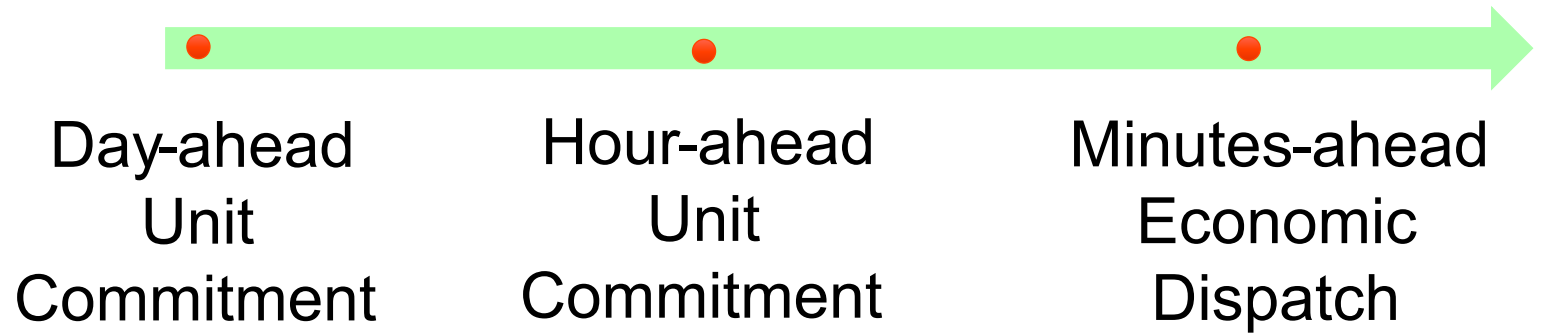 Day-ahead
Unit
Commitment
Hour-ahead
Unit
Commitment
Minutes-ahead
Economic
Dispatch